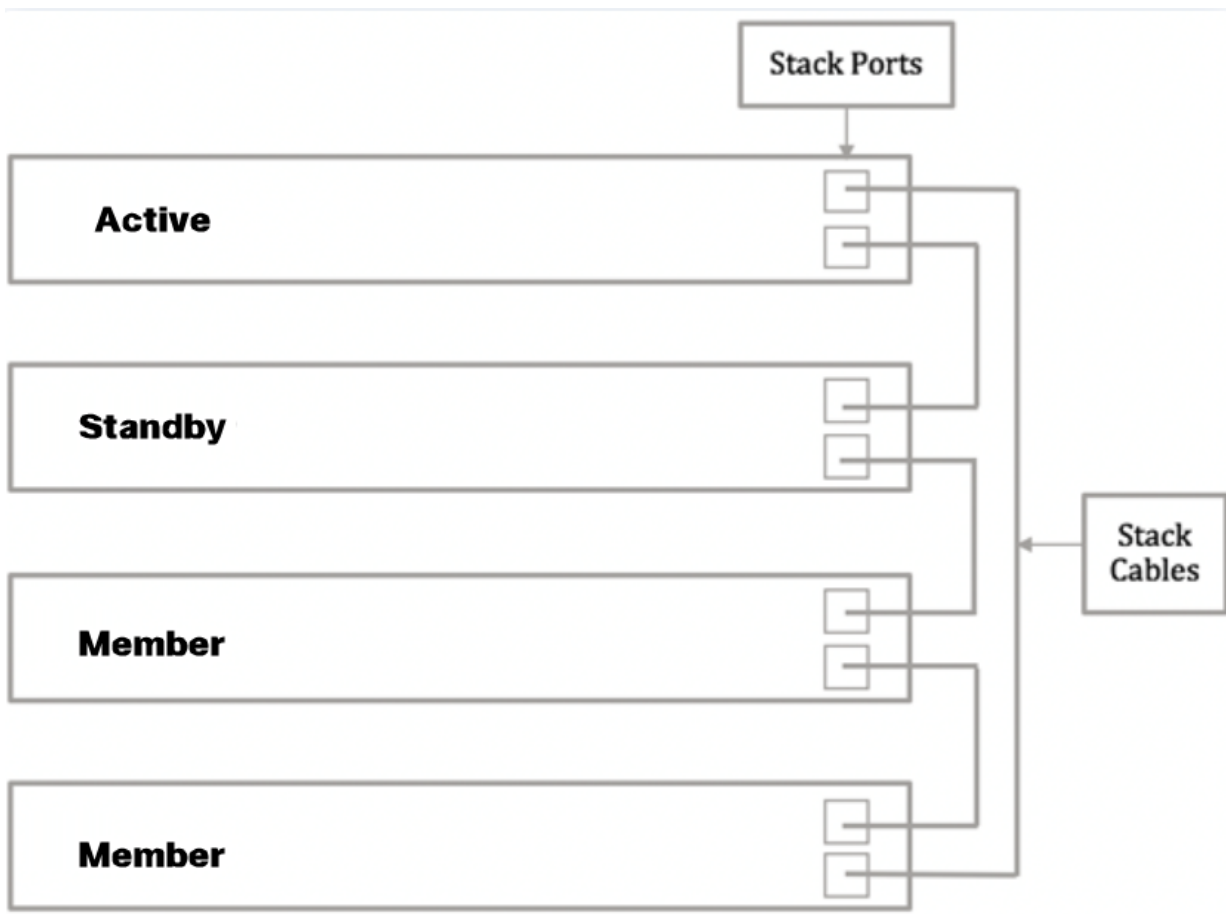 Stack Ports
Active
Standby
Stack
Cables
Member
Member